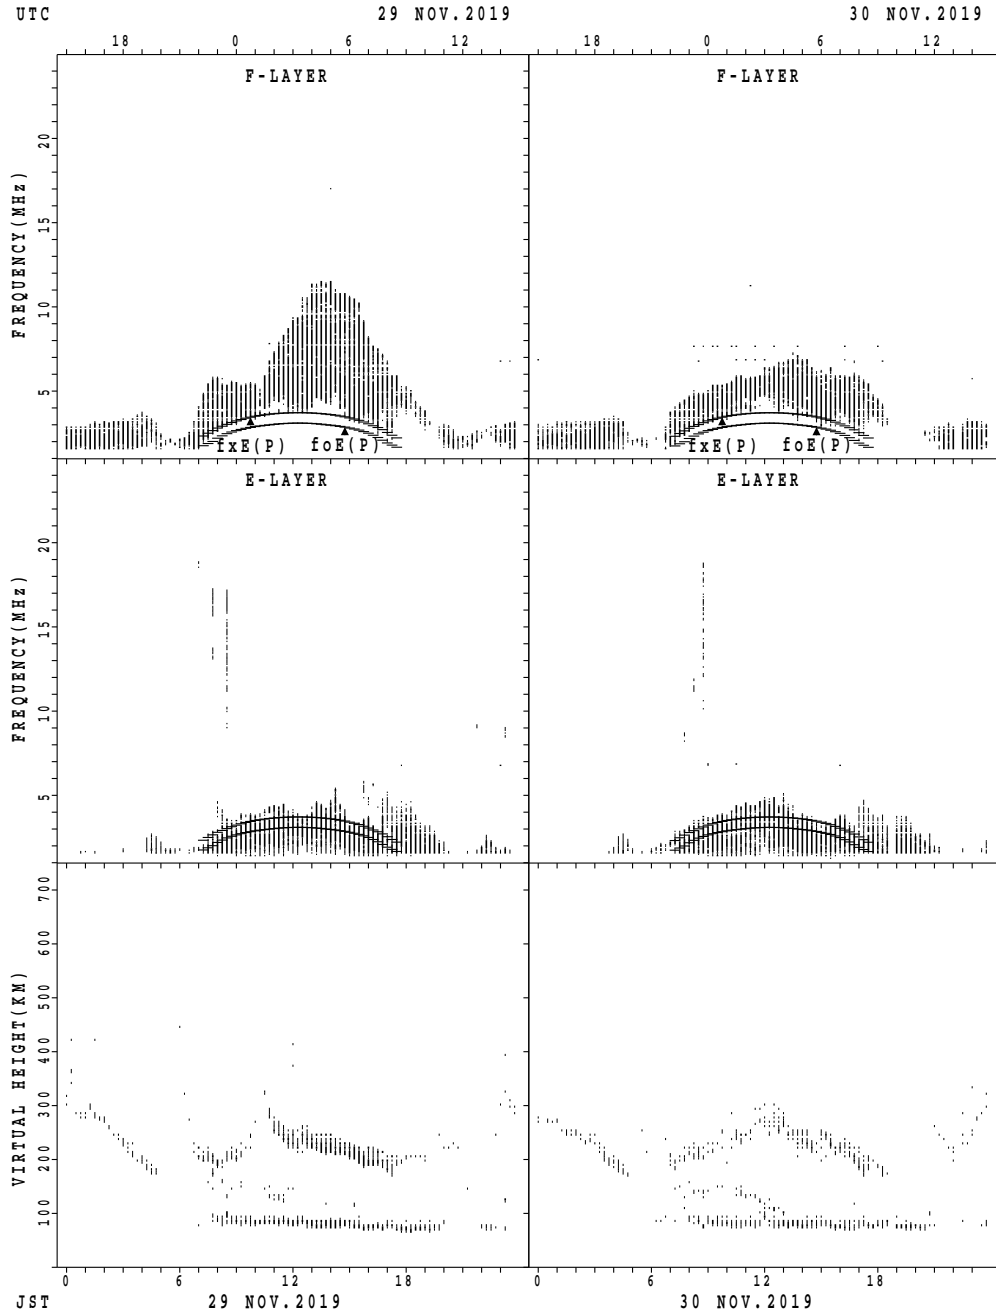 UTC 29 NOV.2019 30 NOV.2019
18 0 6 12 18 0 6 12
F-LAYER F-LAYER
FREQUENCY(MHz)
20
15
10
5
fxE(P) foE(P) fxE(P) foE(P)
E-LAYER E-LAYER
FREQUENCY(MHz)
20
15
10
5
VIRTUAL HEIGHT(KM)
700
600
500
400
300
200
100
0 6 12 18 0 6 12 18
JST 29 NOV.2019 30 NOV.2019